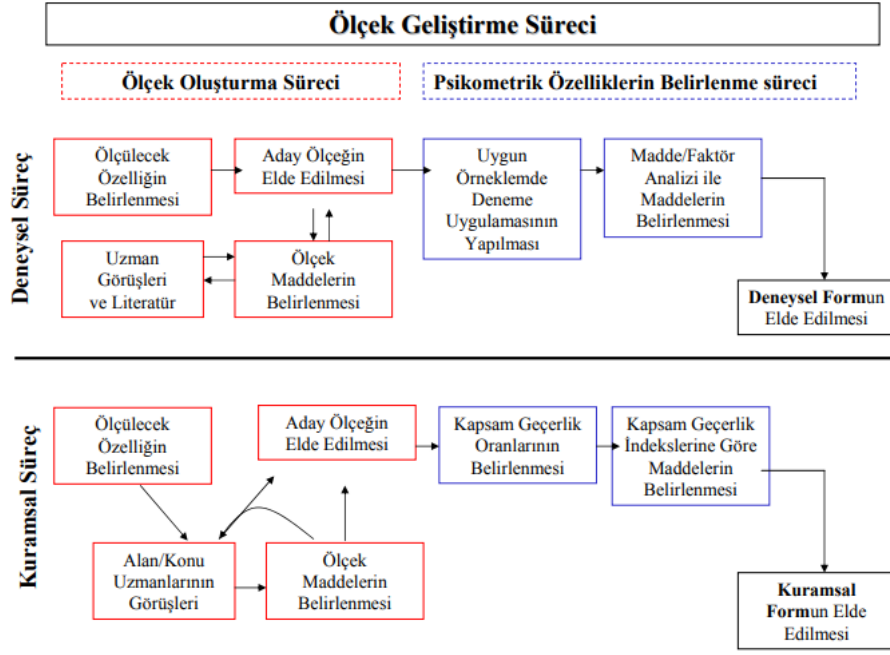 Ölçek Geliştirme Süreci
Ölçek Oluşturma Süreci
Psikometrik Özelliklerin Belirlenme süreci
Deneysel Süreç
Ölçülecek
Özelliğin
Belirlenmesi
Aday Ölçeğin
Elde Edilmesi
Uygun
Örneklemde
Deneme
Uygulamasının
Yapılması
Madde/Faktör
Analizi ile
Maddelerin
Belirlenmesi
Uzman
Görüşleri
ve Literatür
Ölçek
Maddelerin
Belirlenmesi
Deneysel Formun
Elde Edilmesi
Kuramsal Süreç
Ölçülecek
Özelliğin
Belirlenmesi
Aday Ölçeğin
Elde Edilmesi
Kapsam Geçerlik
Oranlarının
Belirlenmesi
Kapsam Geçerlik
İndekslerine Göre
Maddelerin
Belirlenmesi
Alan/Konu
Uzmanlarının
Görüşleri
Ölçek
Maddelerin
Belirlenmesi
Kuramsal
Formun Elde
Edilmesi